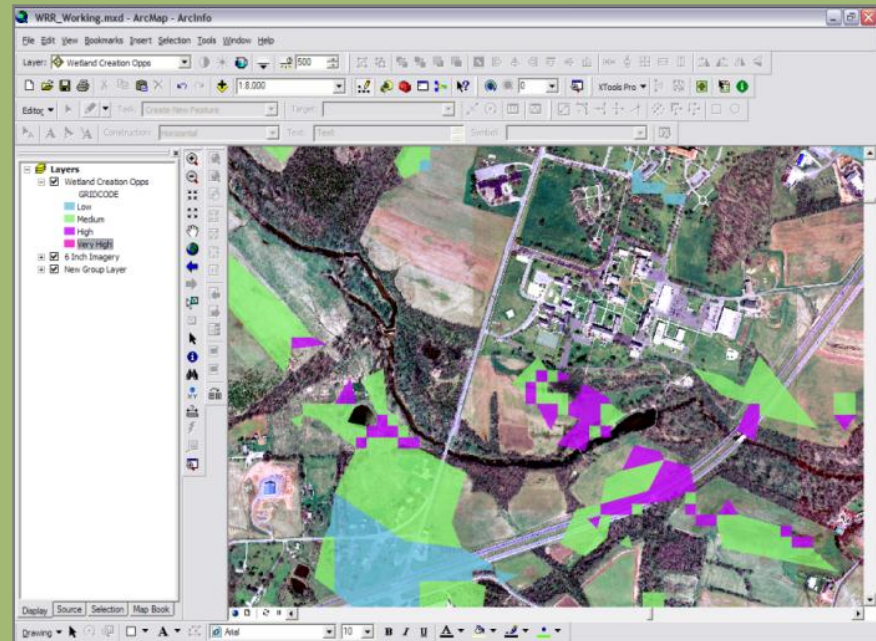 WRR_Working.mxd - ArcMap - ArcInfo
File Edit View Bookmarks Insert Selection Tools Window Help
Layer: Wetland Creation Opps 500
1:8,000 0 XTools Pro
Editor Task: Create New Feature Target:
Construction: Horizontal Text: Text Symbol:
Layers
Wetland Creation Opps
GRIDCODE
Low
Medium
High
Very High
6 Inch Imagery
New Group Layer
Display Source Selection Map Book
Drawing A Arial 10 B I U A